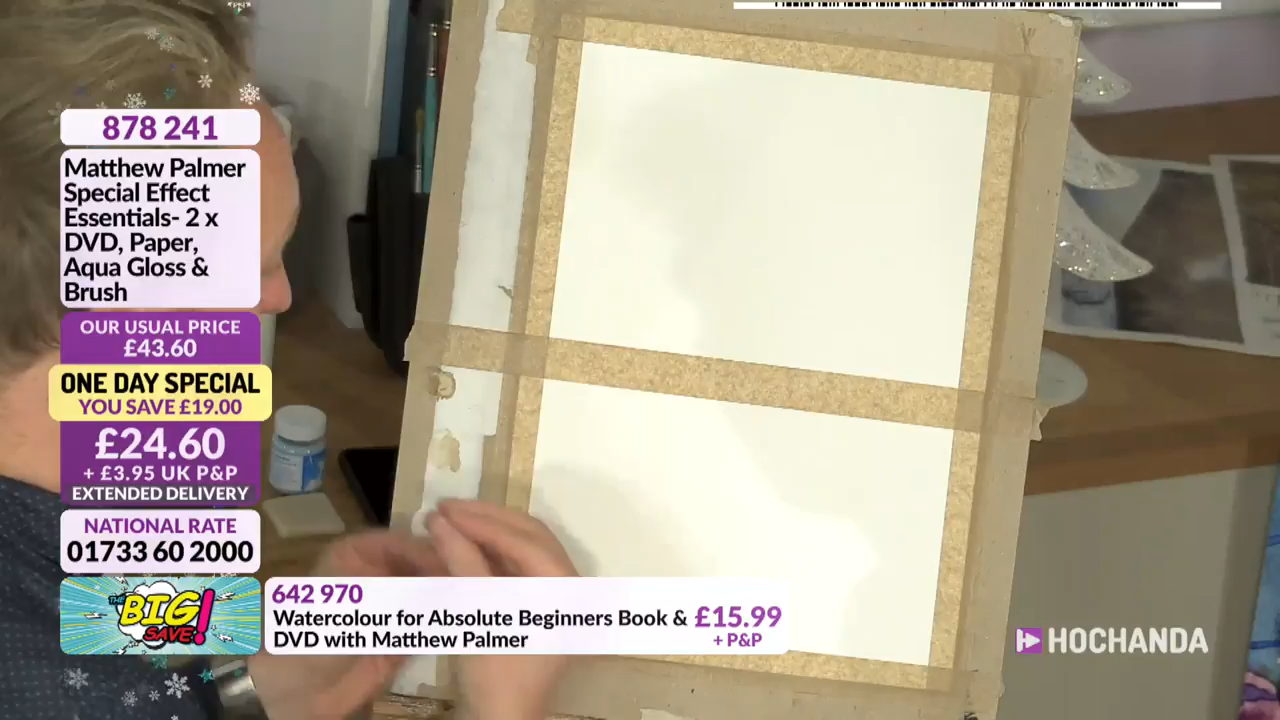 878 241
Matthew Palmer
Special Effect
Essentials- 2 x
DVD, Paper,
Aqua Gloss &
Brush
OUR USUAL PRICE
£43.60
ONE DAY SPECIAL
YOU SAVE £19.00
£24.60
+ £3.95 UK P&P
EXTENDED DELIVERY
NATIONAL RATE
01733 60 2000
THE BIG SAVE!
642 970
Watercolour for Absolute Beginners Book &
DVD with Matthew Palmer
£15.99
+ P&P
HOCHANDA